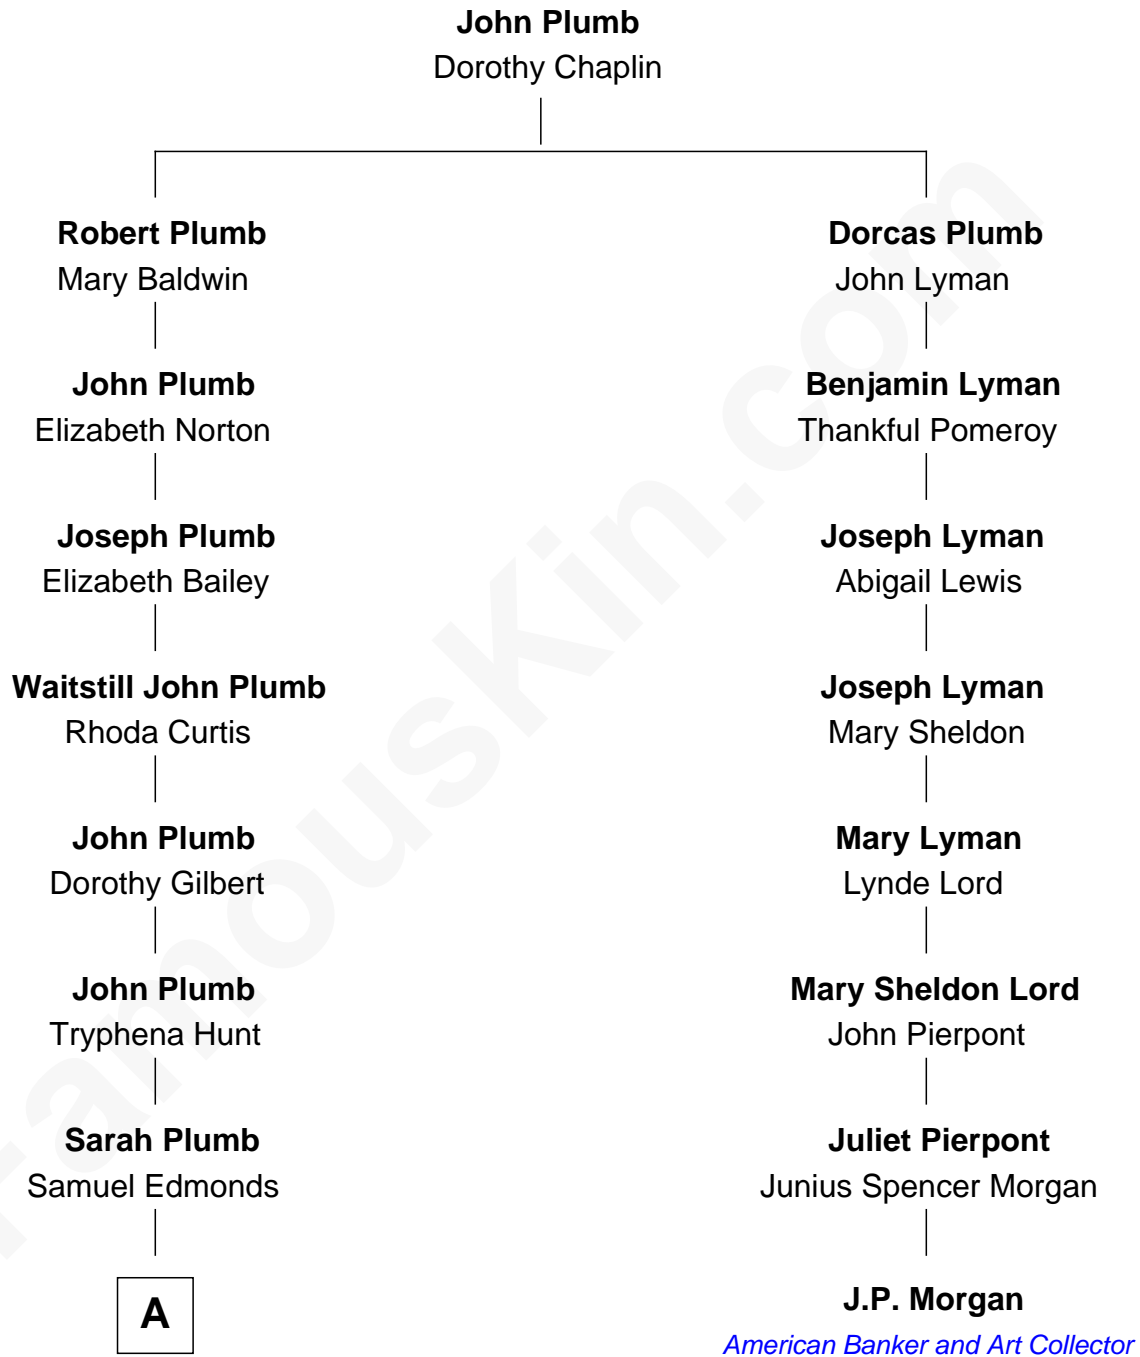 John Plumb
Dorothy Chaplin
Robert Plumb
Mary Baldwin
Dorcas Plumb
John Lyman
John Plumb
Elizabeth Norton
Benjamin Lyman
Thankful Pomeroy
Joseph Plumb
Elizabeth Bailey
Joseph Lyman
Abigail Lewis
Waitstill John Plumb
Rhoda Curtis
Joseph Lyman
Mary Sheldon
John Plumb
Dorothy Gilbert
Mary Lyman
Lynde Lord
John Plumb
Tryphena Hunt
Mary Sheldon Lord
John Pierpont
Sarah Plumb
Samuel Edmonds
Juliet Pierpont
Junius Spencer Morgan
A
J.P. Morgan
American Banker and Art Collector
FamousKin.com